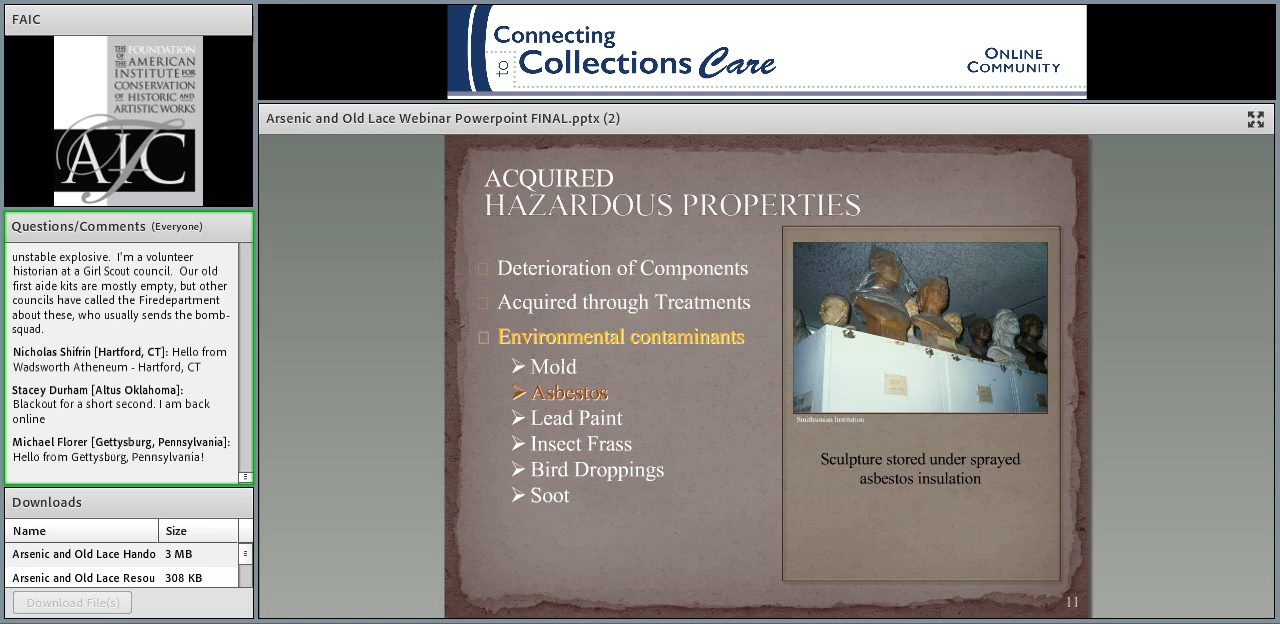 FAIC
THE FOUNDATION
OF THE AMERICAN
INSTITUTE FOR
CONSERVATION
OF HISTORIC AND
ARTISTIC WORKS
FAIC
Questions/Comments (Everyone)
unstable explosive. I'm a volunteer
historian at a Girl Scout council. Our old
first aide kits are mostly empty, but other
councils have called the Firedepartment
about these, who usually sends the bomb-
squad.
Nicholas Shifrin [Hartford, CT]: Hello from
Wadsworth Atheneum - Hartford, CT
Stacey Durham [Altus Oklahoma]:
Blackout for a short second. I am back
online
Michael Florer [Gettysburg, Pennsylvania]:
Hello from Gettysburg, Pennsylvania!
Downloads
Name Size
Arsenic and Old Lace Hando 3 MB
Arsenic and Old Lace Resou 308 KB
Download File(s)
Connecting
to Collections Care
ONLINE
COMMUNITY
Arsenic and Old Lace Webinar Powerpoint FINAL.pptx (2)
ACQUIRED
HAZARDOUS PROPERTIES
Deterioration of Components
Acquired through Treatments
Environmental contaminants
Mold
Asbestos
Lead Paint
Insect Frass
Bird Droppings
Soot
Smithsonian Institution
Sculpture stored under sprayed
asbestos insulation
11